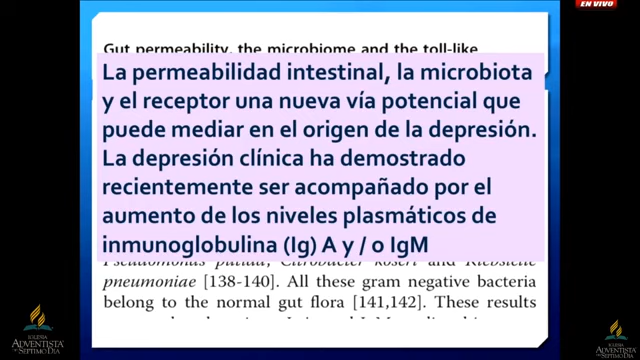 EN VIVO
Gut permeability, the microbiome and the toll-like
La permeabilidad intestinal, la microbiota
y el receptor una nueva vía potencial que
puede mediar en el origen de la depresión.
La depresión clínica ha demostrado
recientemente ser acompañado por el
aumento de los niveles plasmáticos de
inmunoglobulina (Ig) A y / o IgM
pneumoniae [138-140]. All these gram negative bacteria
belong to the normal gut flora [141,142]. These results
IGLESIA
ADVENTISTA
DEL
SÉPTIMO DÍA
IGLESIA
ADVENTISTA
DEL
SÉPTIMO DÍA